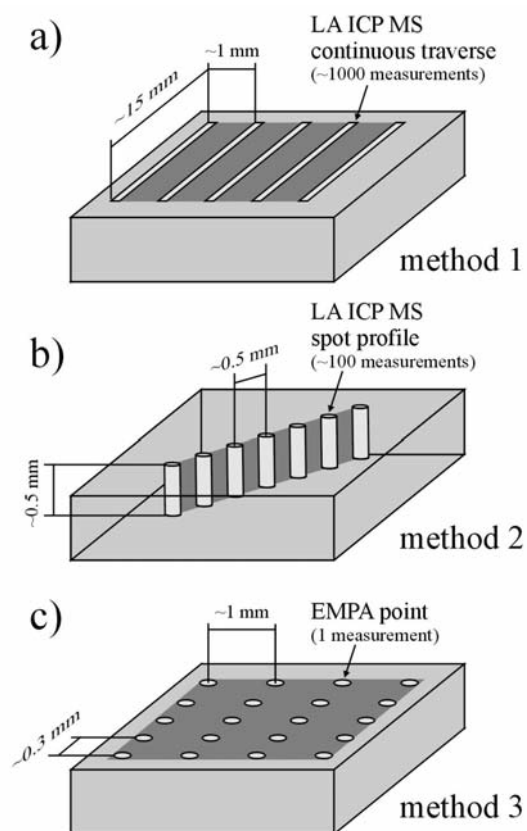 a)
~1 mm
LA ICP MS
continuous traverse
(~1000 measurements)
~15 mm
method 1
b)
LA ICP MS
spot profile
(~100 measurements)
~0.5 mm
~0.5 mm
method 2
c)
~1 mm
EMPA point
(1 measurement)
~0.3 mm
method 3